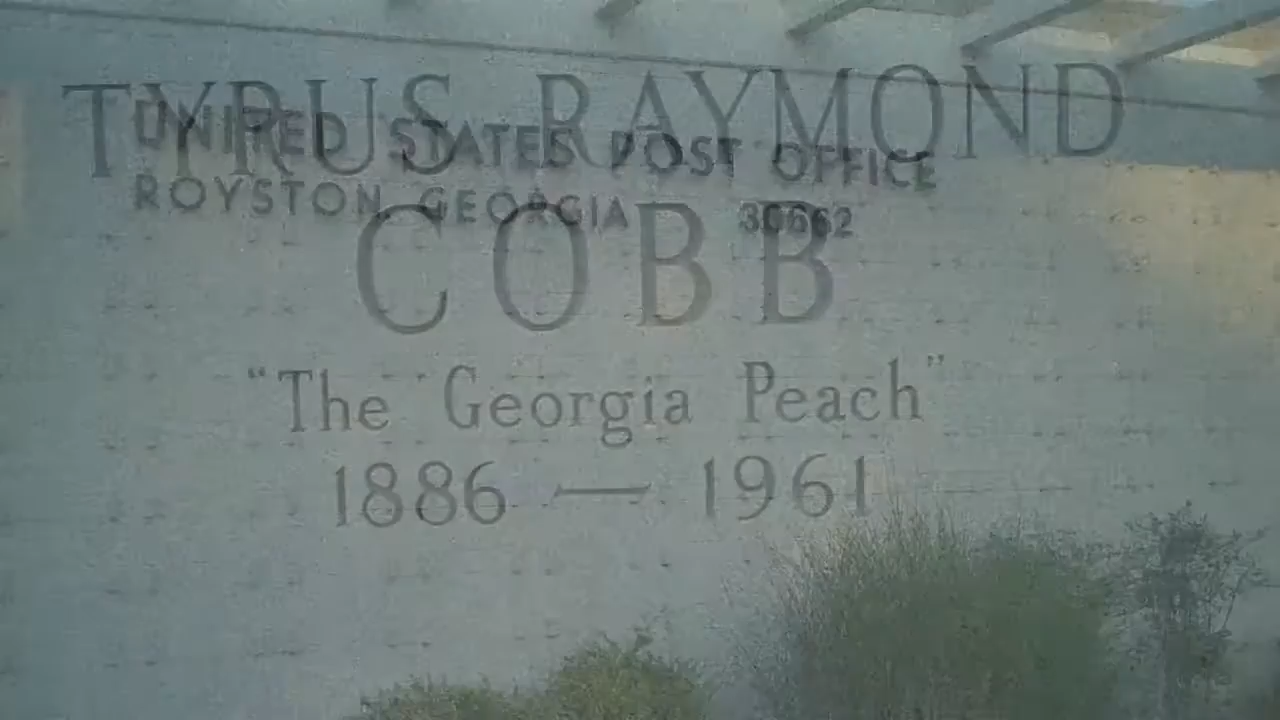 TYRUS RAYMOND
UNITED STATES POST OFFICE
ROYSTON, GEORGIA 30662
COBB
"The Georgia Peach"
1886 — 1961